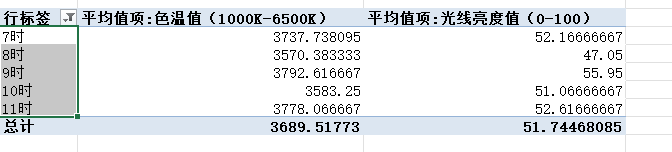 行标签 平均值项:色温值（1000K-6500K） 平均值项:光线亮度值（0-100）
7时 3737.738095 52.16666667
8时 3570.383333 47.05
9时 3792.616667 55.95
10时 3583.25 51.06666667
11时 3778.066667 52.61666667
总计 3689.51773 51.74468085